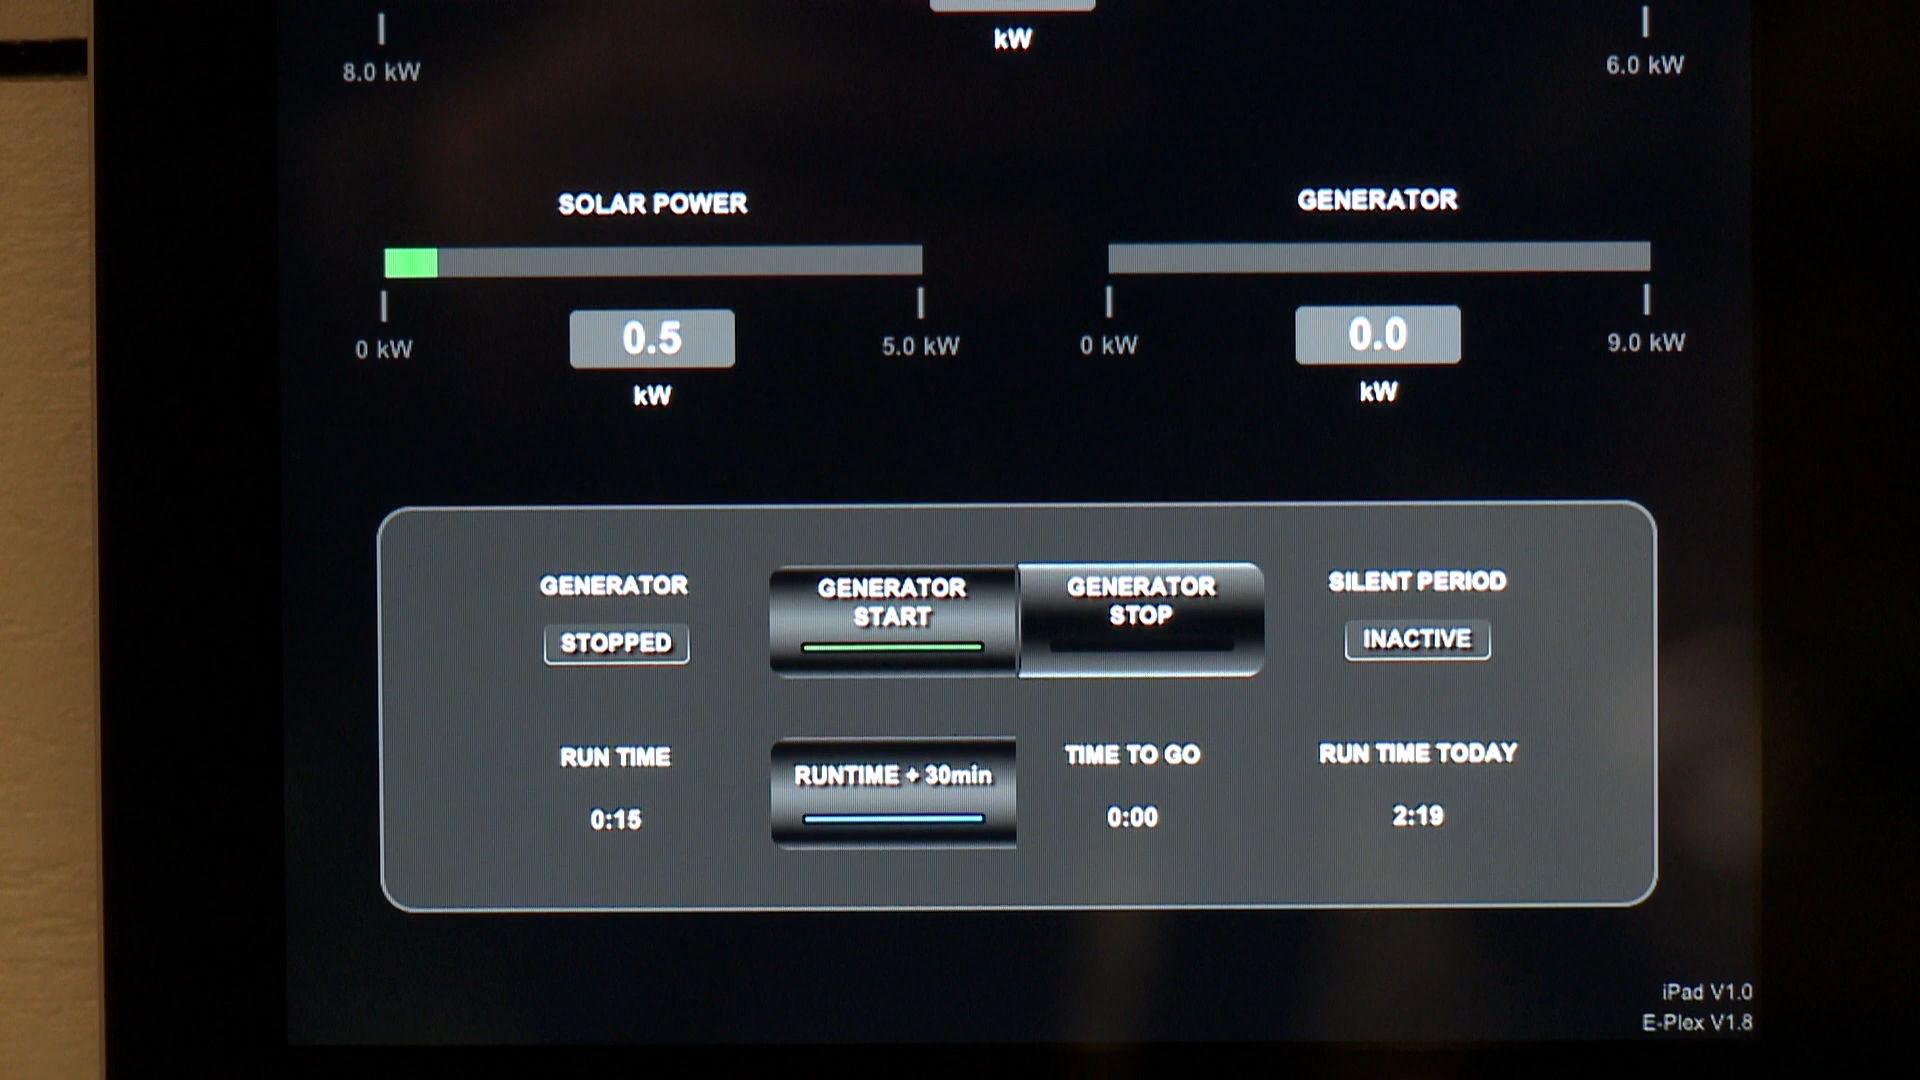 kW
8.0 kW
6.0 kW
SOLAR POWER
GENERATOR
0 kW
0.5
5.0 kW
0 kW
0.0
9.0 kW
kW
kW
GENERATOR
STOPPED
GENERATOR
START
GENERATOR
STOP
SILENT PERIOD
INACTIVE
RUN TIME
0:15
RUNTIME + 30min
TIME TO GO
0:00
RUN TIME TODAY
2:19
iPad V1.0
E-Plex V1.8